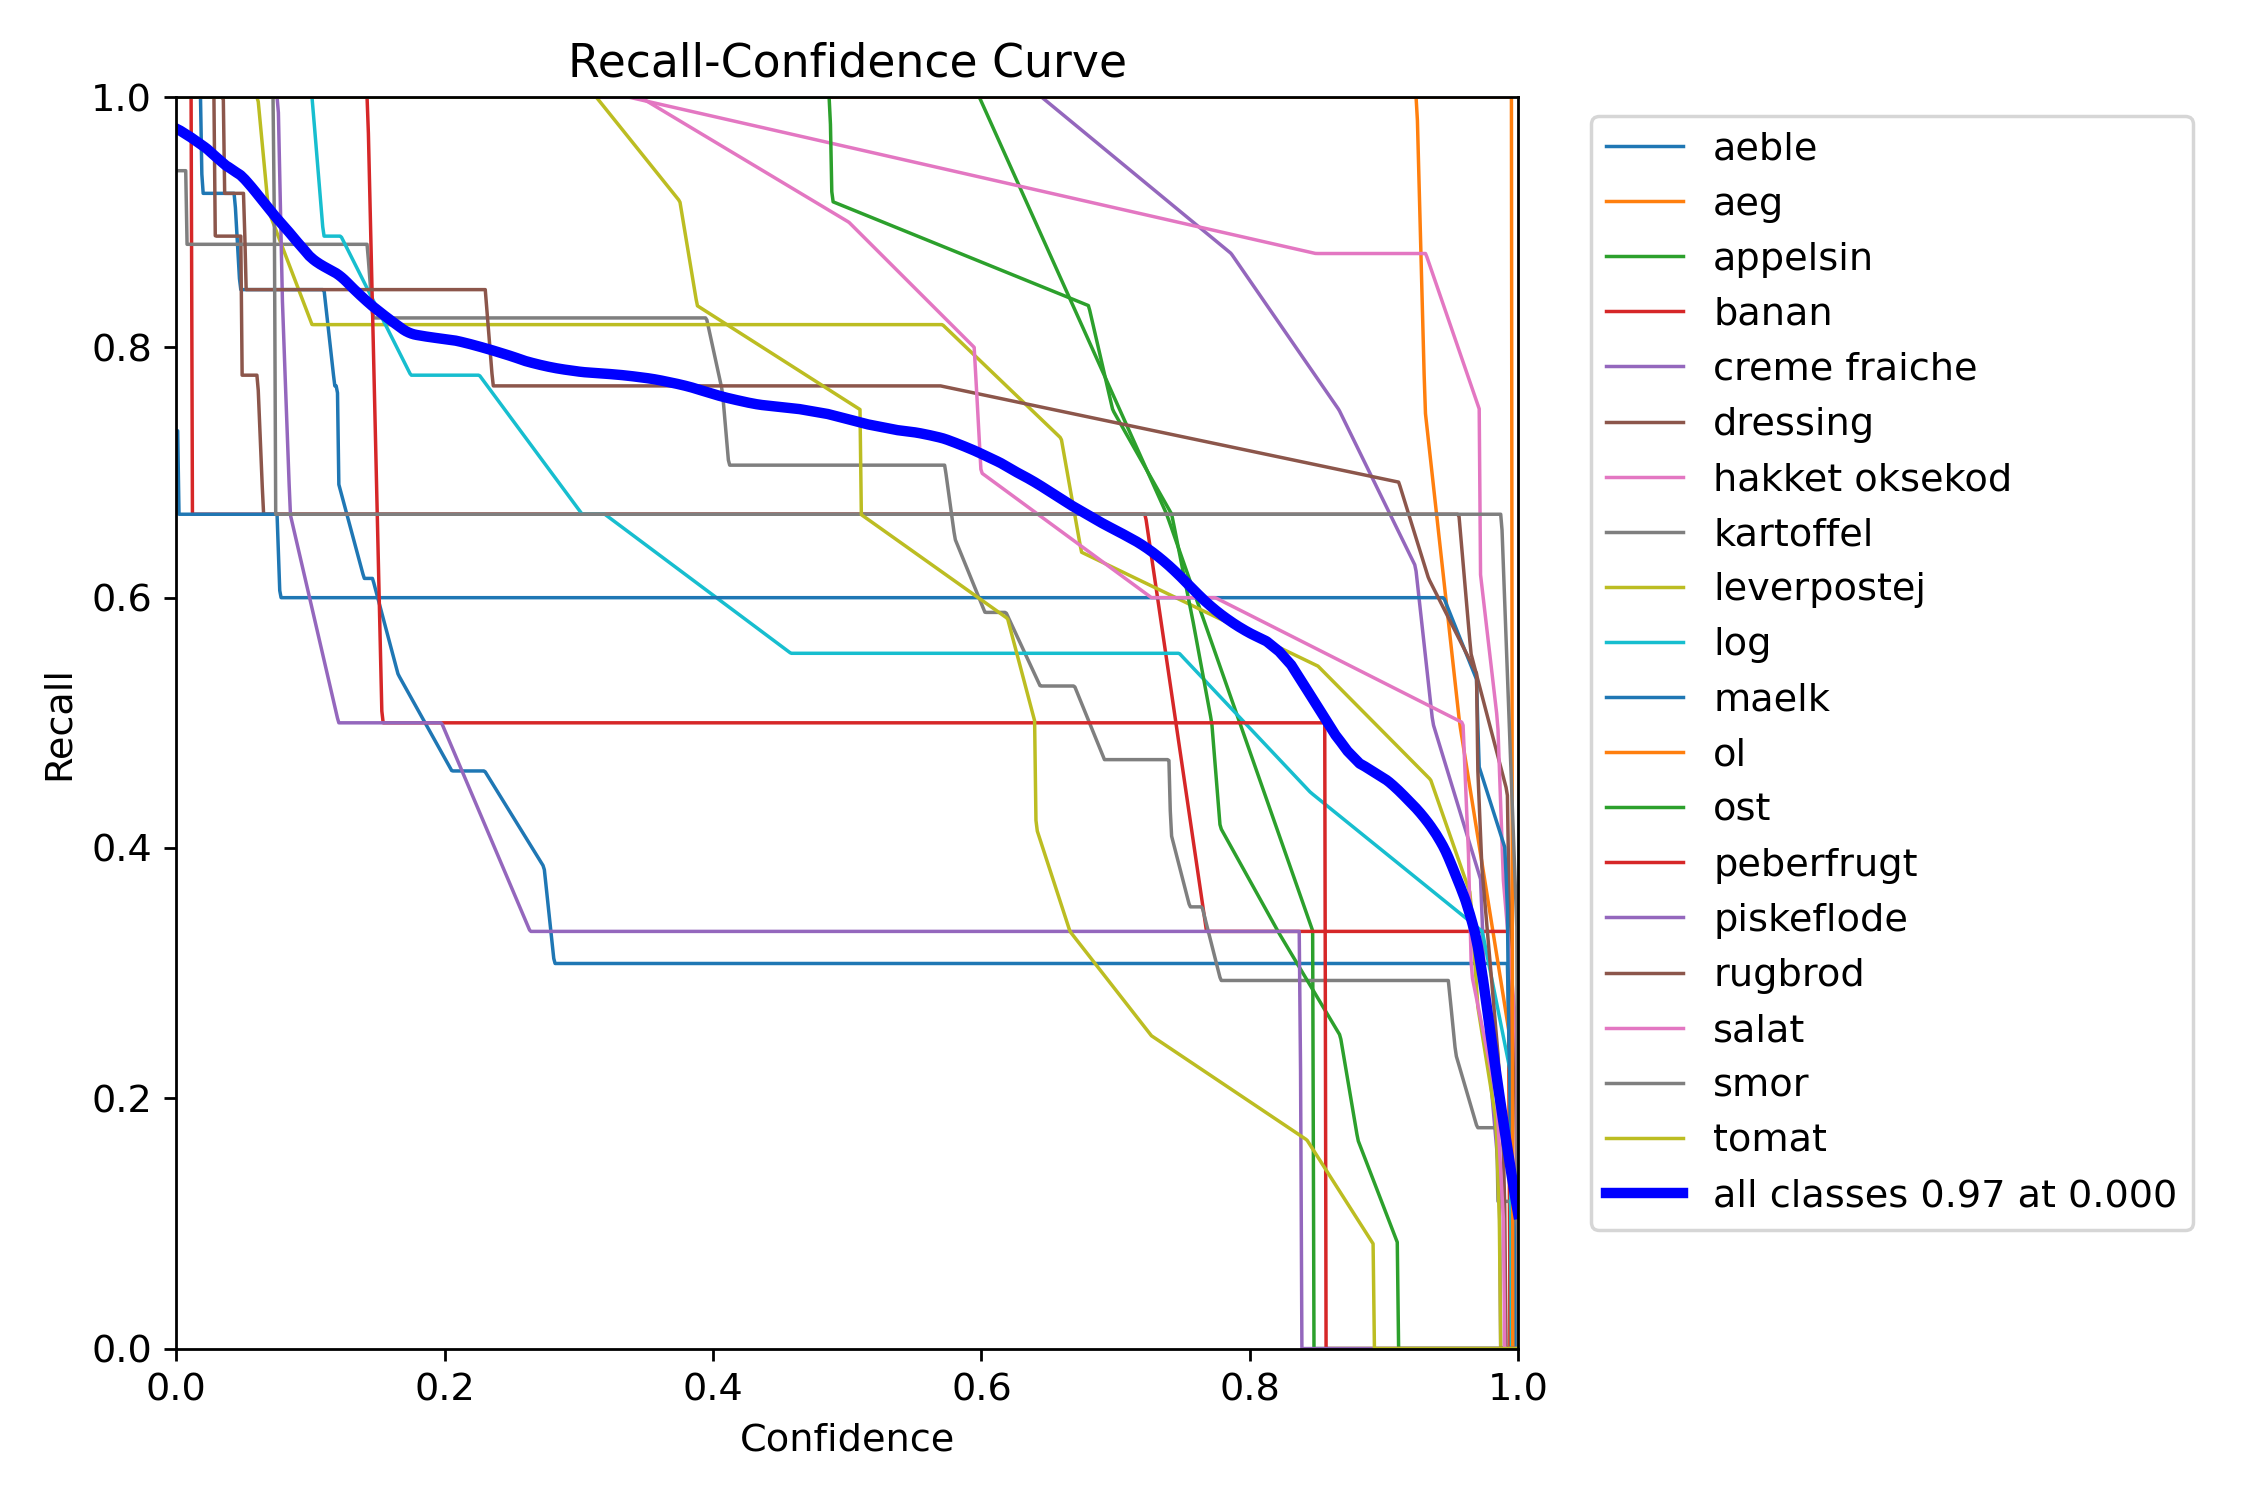 Recall-Confidence Curve
1.0
0.8
0.6
0.4
0.2
0.0
Recall
0.0 0.2 0.4 0.6 0.8 1.0
Confidence
aeble
aeg
appelsin
banan
creme fraiche
dressing
hakket oksekod
kartoffel
leverpostej
log
maelk
ol
ost
peberfrugt
piskeflode
rugbrod
salat
smor
tomat
all classes 0.97 at 0.000